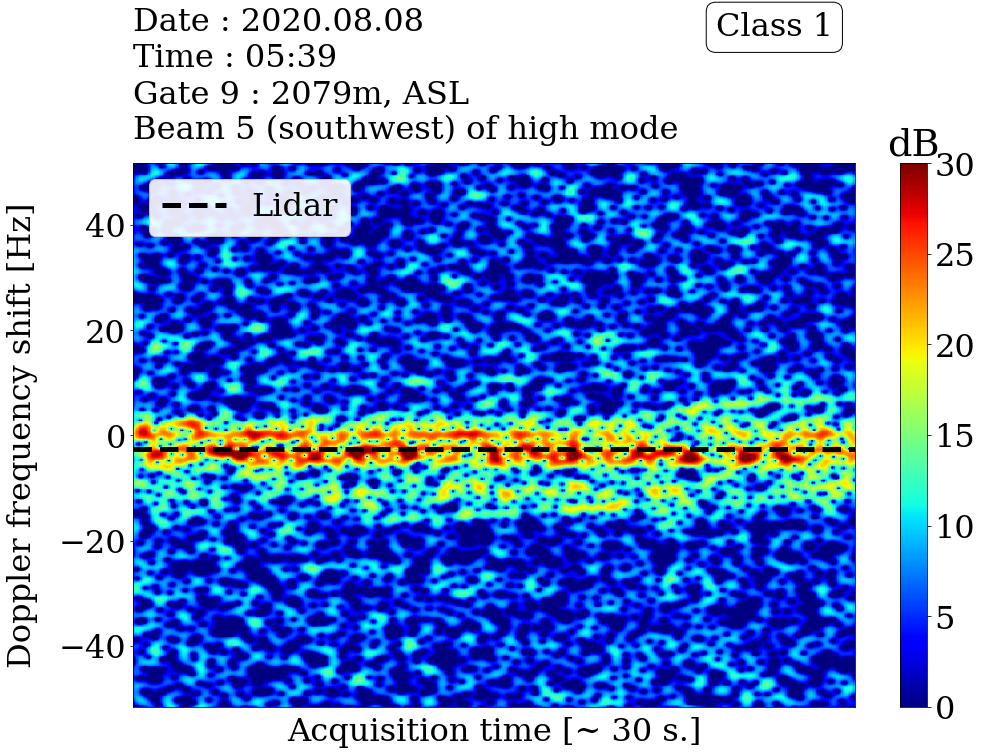 Date : 2020.08.08
Class 1
Time : 05:39
Gate 9 : 2079m, ASL
Beam 5 (southwest) of high mode
dB
Lidar
Doppler frequency shift [Hz]
40
20
0
−20
−40
30
25
20
15
10
5
0
Acquisition time [~ 30 s.]